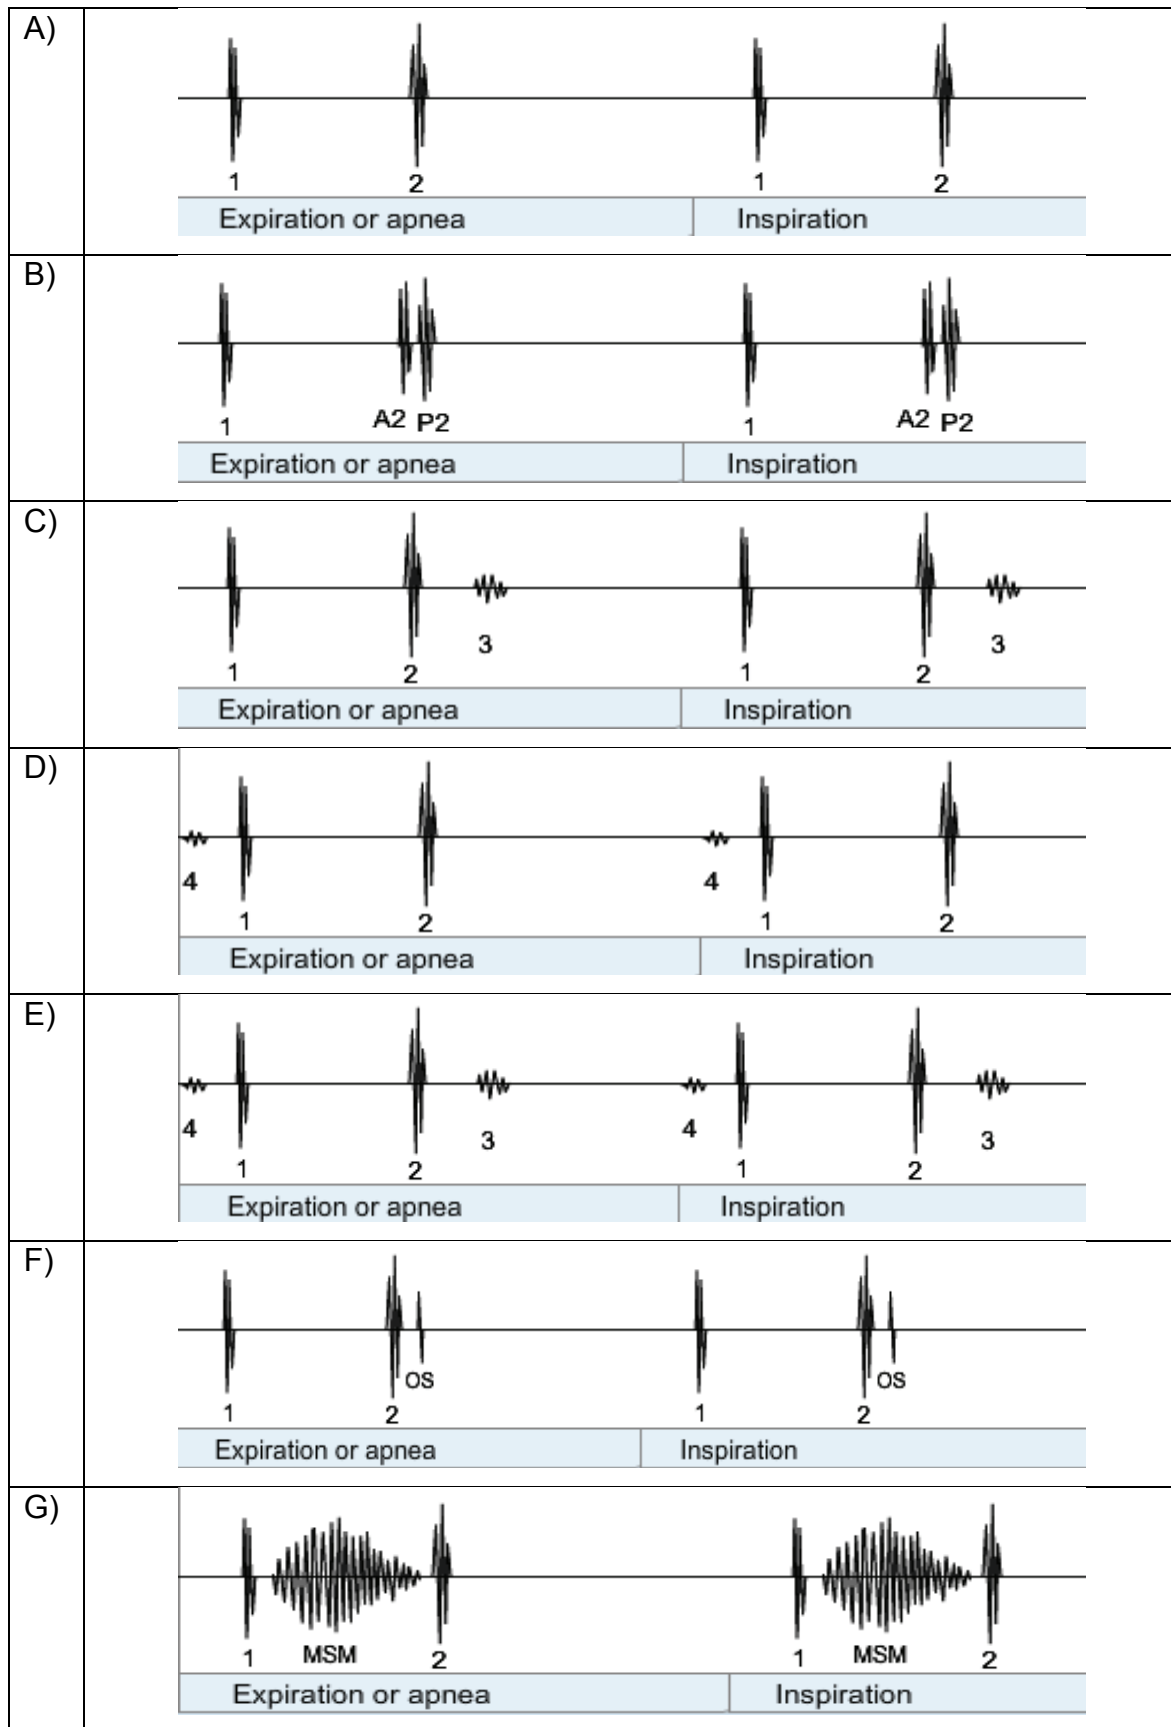 A)
1 2 1 2
Expiration or apnea Inspiration
B)
1 A2 P2 1 A2 P2
Expiration or apnea Inspiration
C)
3 3
1 2 1 2
Expiration or apnea Inspiration
D)
4 4
1 2 1 2
Expiration or apnea Inspiration
E)
4 3 4 3
1 2 1 2
Expiration or apnea Inspiration
F)
OS OS
1 2 1 2
Expiration or apnea Inspiration
G)
1 MSM 2 1 MSM 2
Expiration or apnea Inspiration